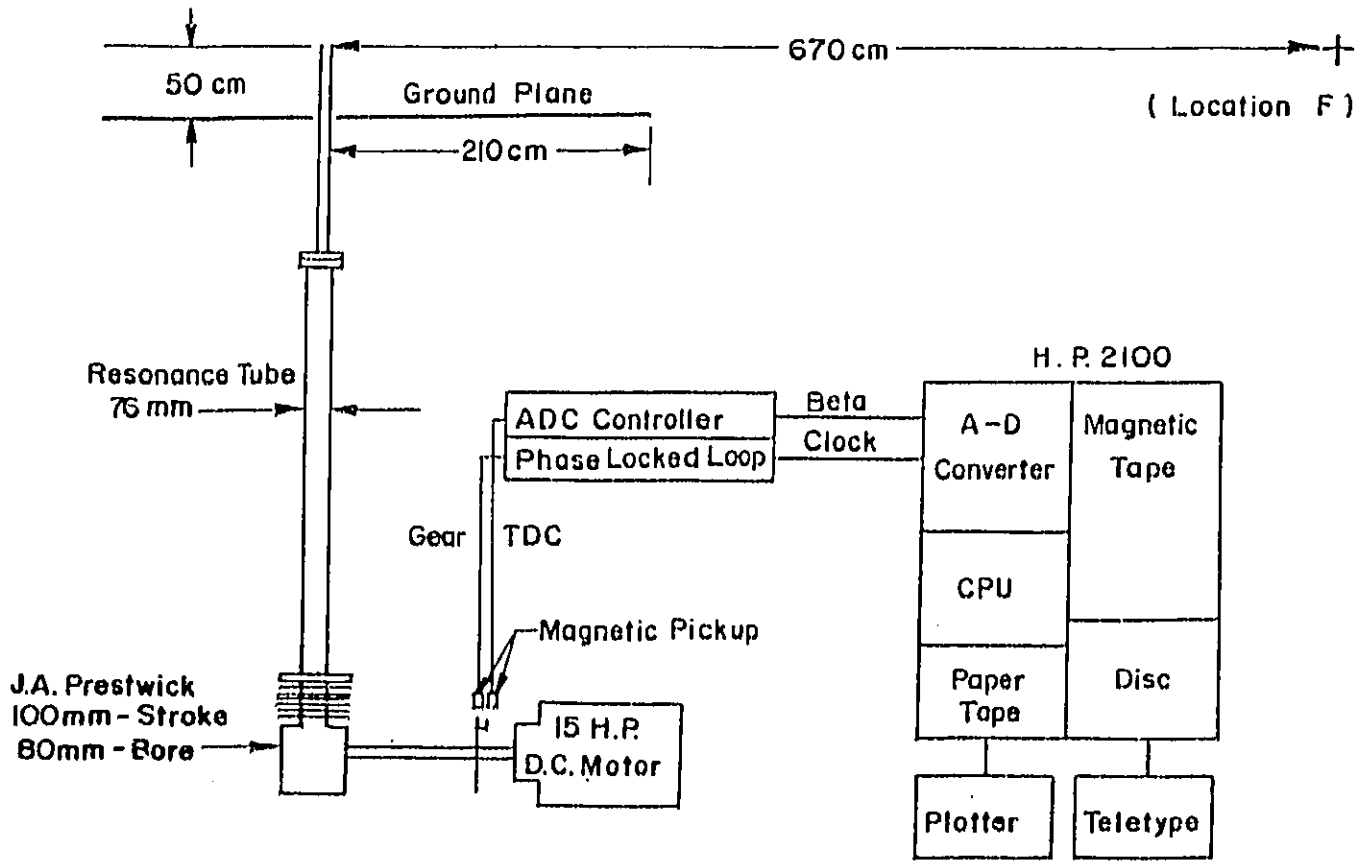 670 cm
50 cm
Ground Plane
( Location F )
210 cm
H. P. 2100
Resonance Tube
76 mm
ADC Controller
Phase Locked Loop
Beta
Clock
A-D
Converter
Magnetic
Tape
Gear
TDC
CPU
Magnetic Pickup
J.A. Prestwick
100mm - Stroke
80mm - Bore
15 H.P.
D.C. Motor
Paper
Tape
Disc
Plotter
Teletype